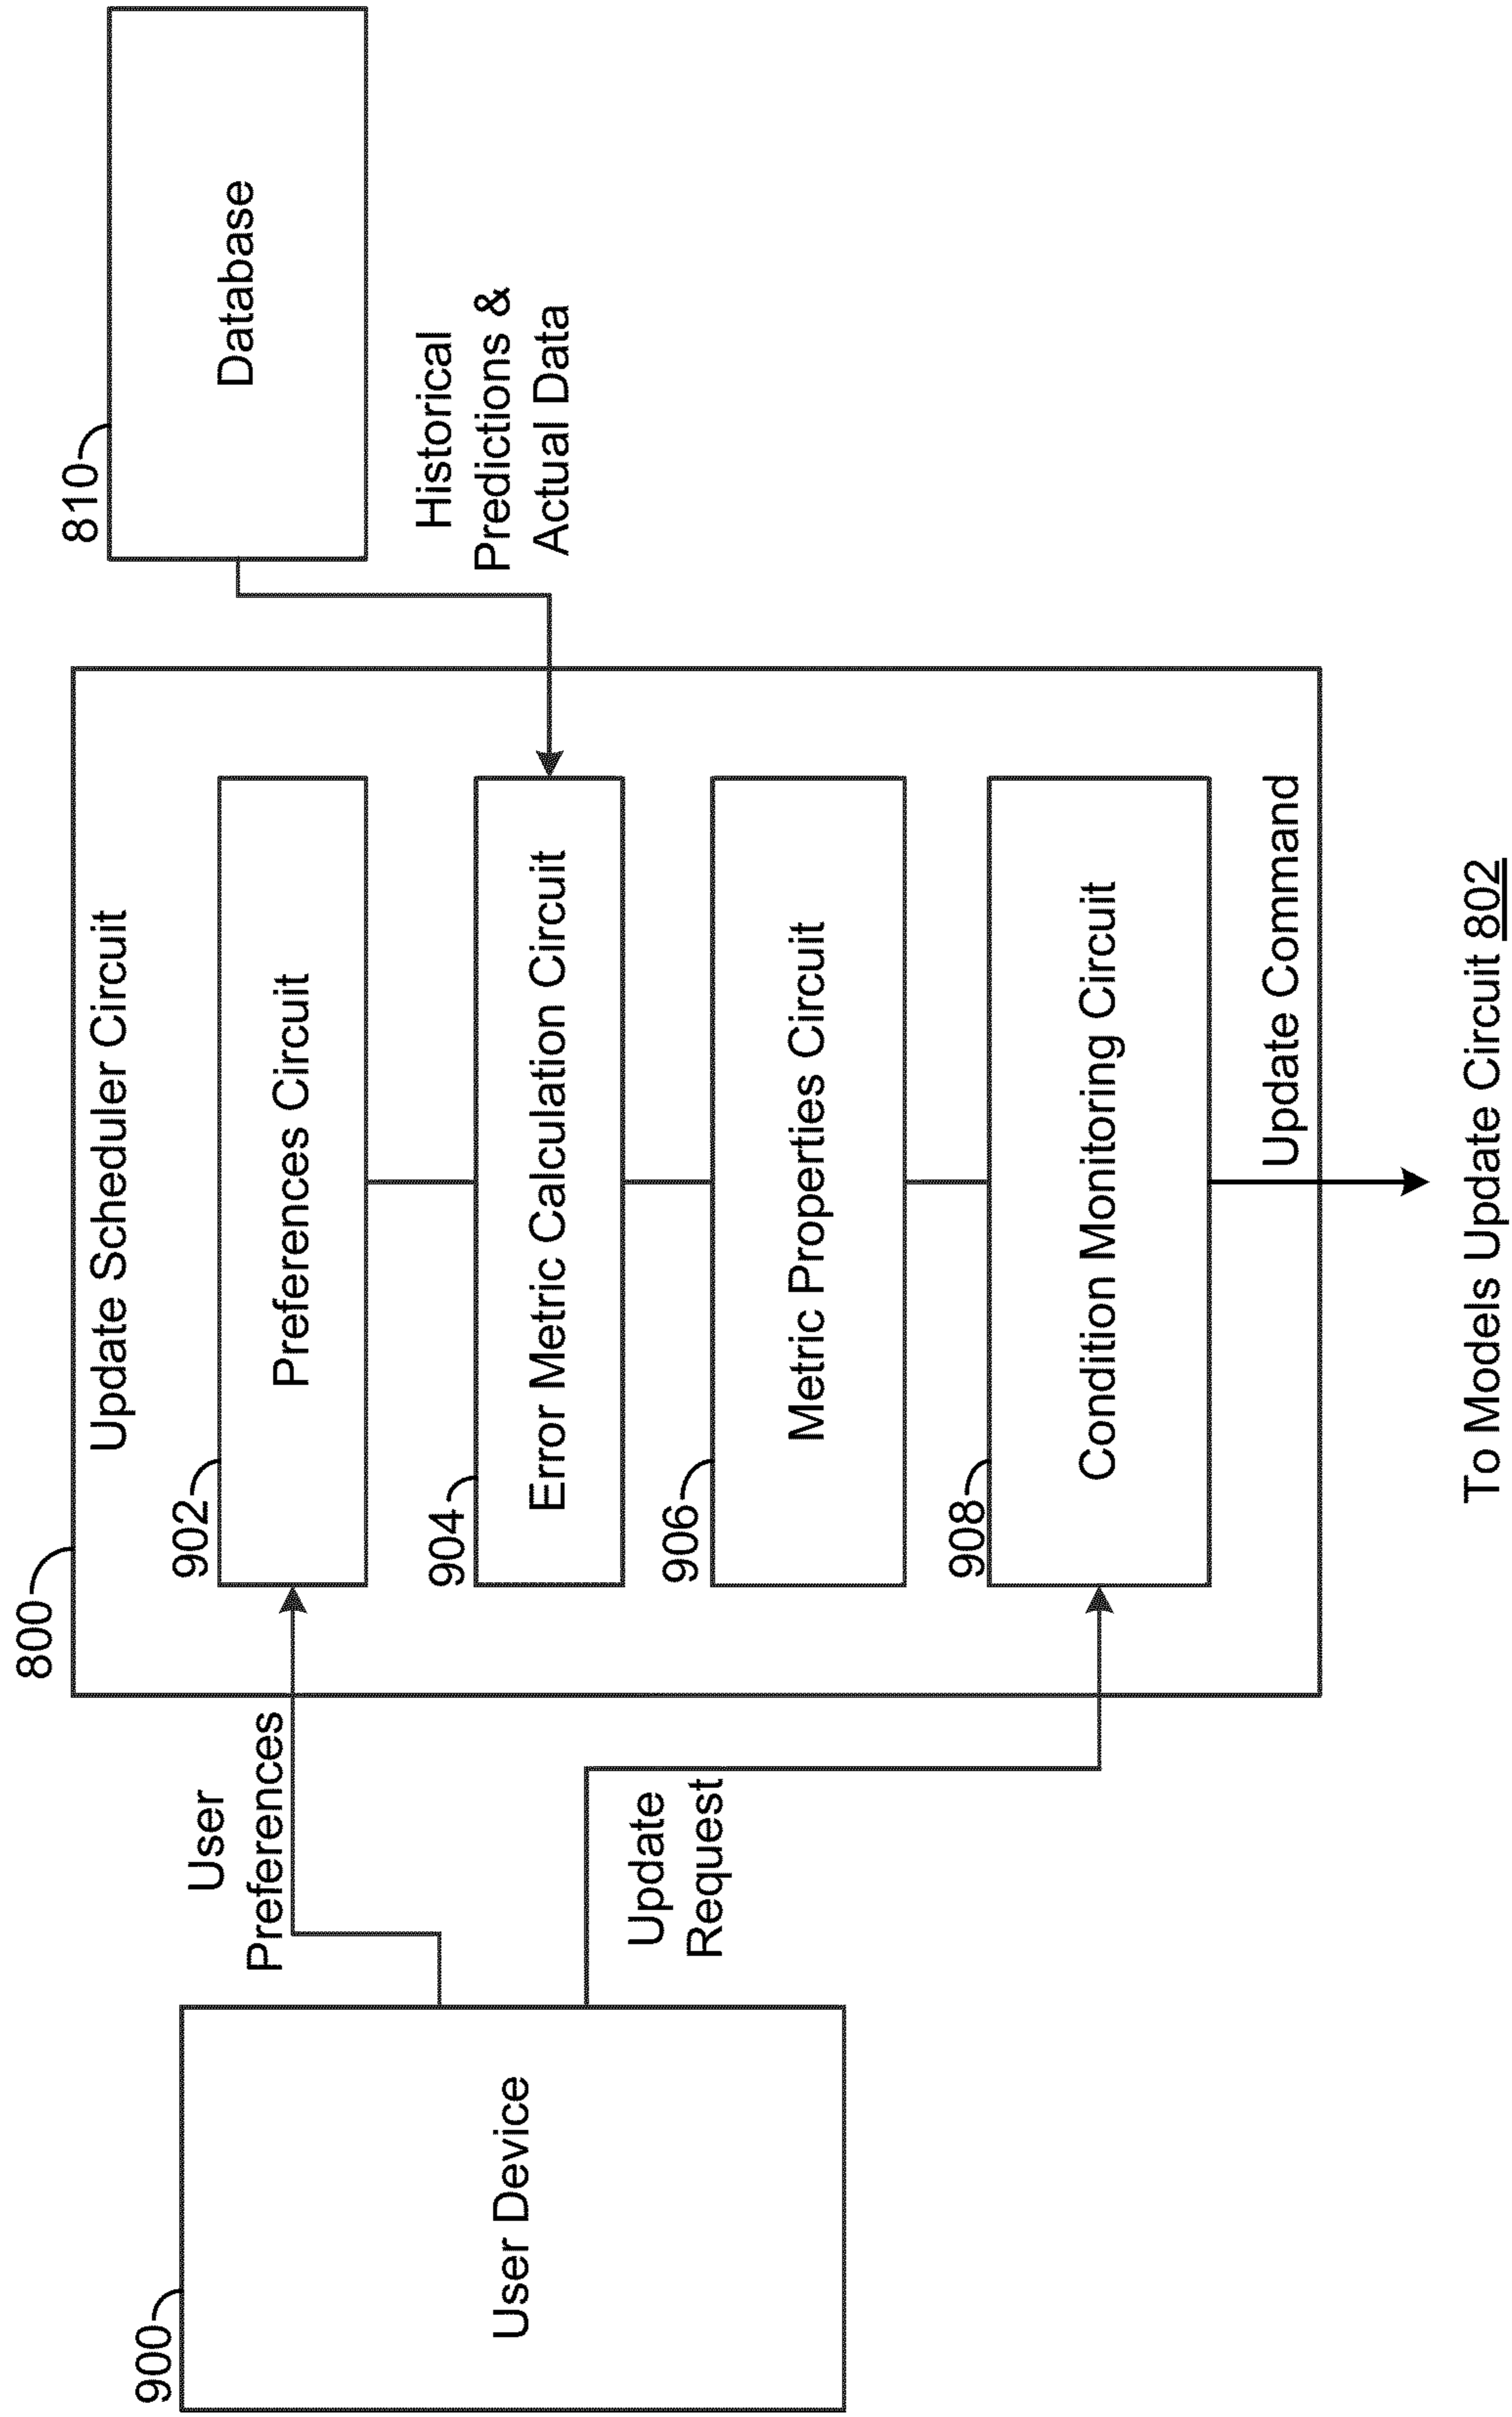 800
Update Scheduler Circuit
810
Database
900
User Device
User
Preferences
902
Preferences Circuit
Historical
Predictions &
Actual Data
904
Error Metric Calculation Circuit
Update
Request
906
Metric Properties Circuit
908
Condition Monitoring Circuit
Update Command
To Models Update Circuit 802